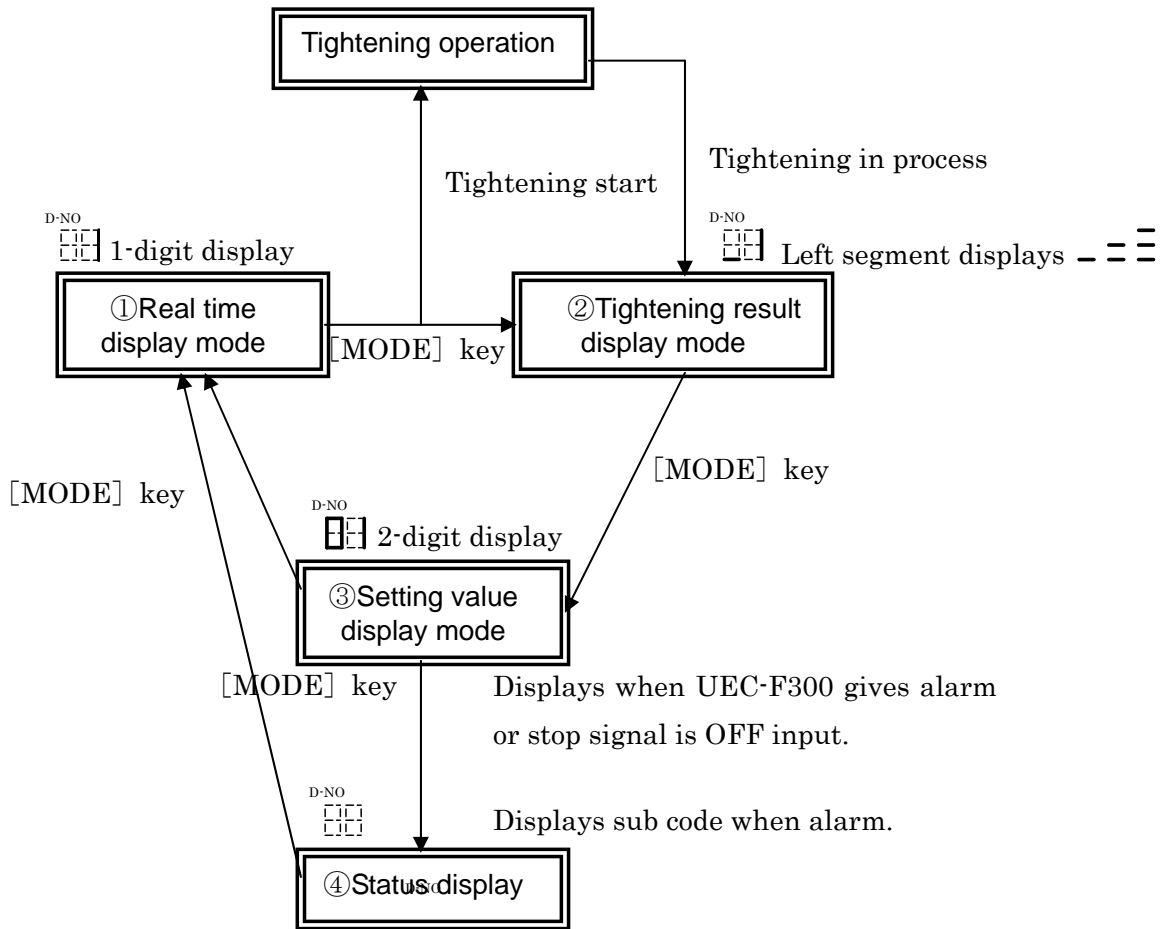 Tightening operation
Tightening in process
Tightening start
D-NO
1-digit display
D-NO
Left segment displays
①Real time
display mode
②Tightening result
display mode
[MODE] key
[MODE] key
[MODE] key
D-NO
2-digit display
③Setting value
display mode
[MODE] key
Displays when UEC-F300 gives alarm
or stop signal is OFF input.
D-NO
Displays sub code when alarm.
④Status display
D-NO